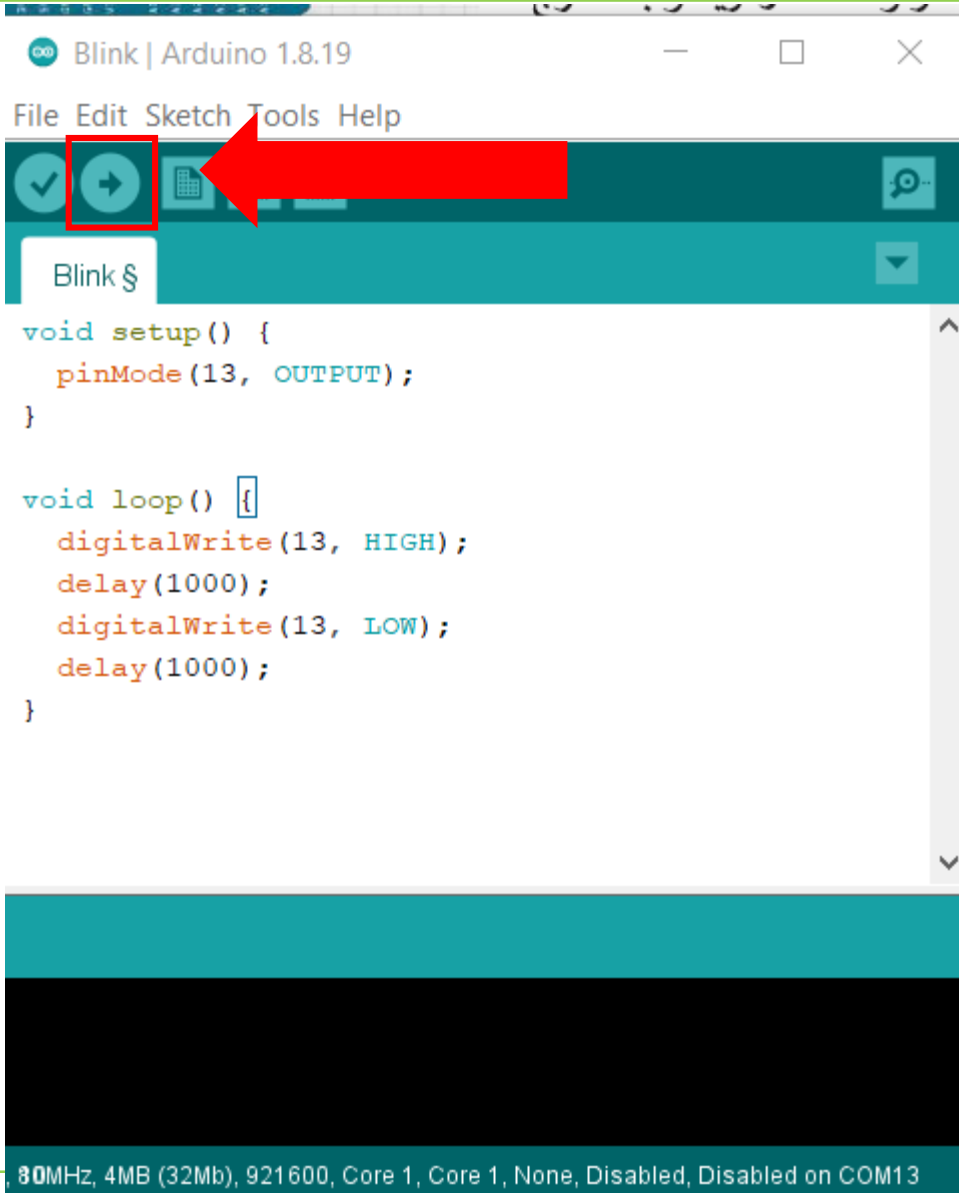 Blink | Arduino 1.8.19
File Edit Sketch Tools Help
Blink §
void setup() {
  pinMode(13, OUTPUT);
}
void loop() {
  digitalWrite(13, HIGH);
  delay(1000);
  digitalWrite(13, LOW);
  delay(1000);
}
MHz, 4MB (32Mb), 921600, Core 1, Core 1, None, Disabled, Disabled on COM13